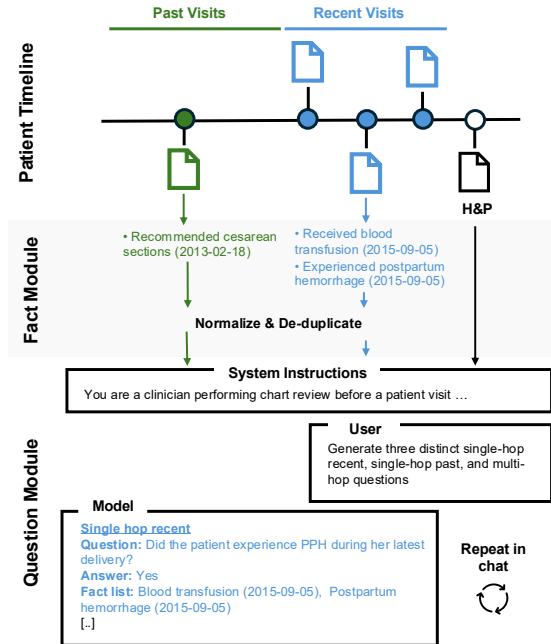 Past Visits
Recent Visits
Patient Timeline
H&P
Fact Module
• Recommended cesarean
sections (2013-02-18)
• Received blood
transfusion (2015-09-05)
• Experienced postpartum
hemorrhage (2015-09-05)
Normalize & De-duplicate
System Instructions
You are a clinician performing chart review before a patient visit …
Question Module
User
Generate three distinct single-hop
recent, single-hop past, and multi-
hop questions
Model
Single hop recent
Question: Did the patient experience PPH during her latest
delivery?
Answer: Yes
Fact list: Blood transfusion (2015-09-05), Postpartum
hemorrhage (2015-09-05)
[..]
Repeat in
chat